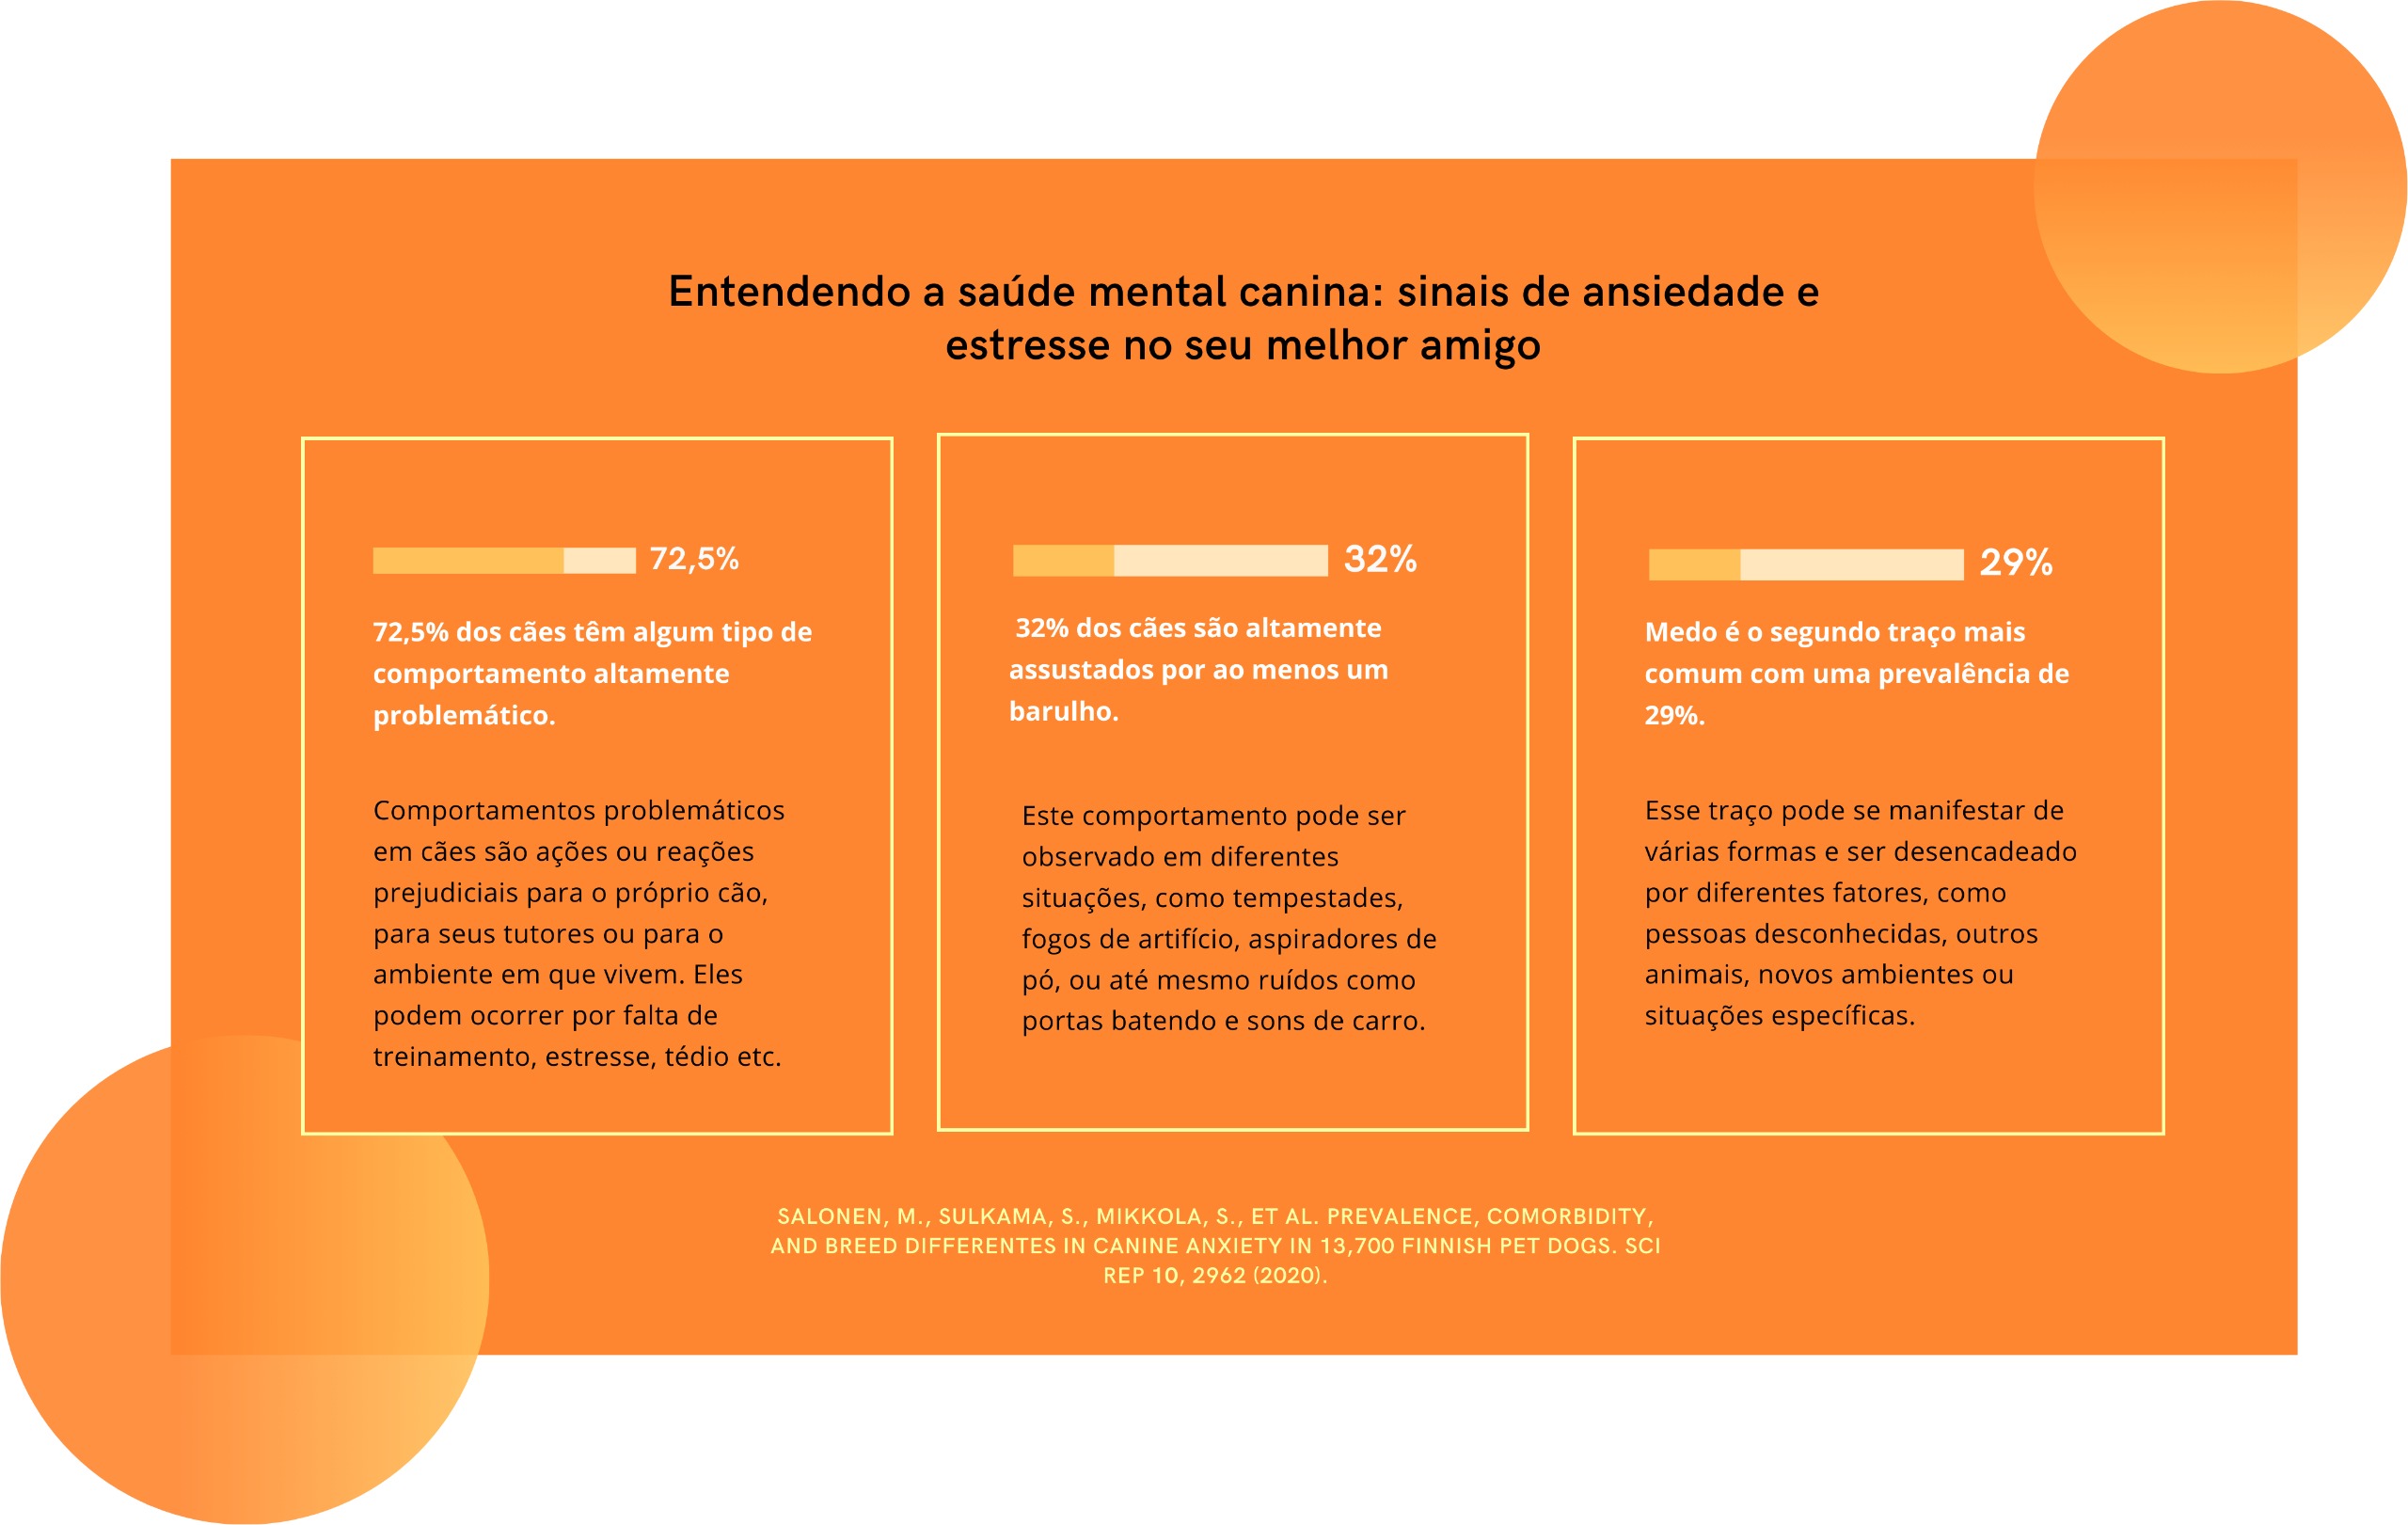 Entendendo a saúde mental canina: sinais de ansiedade e
estresse no seu melhor amigo
72,5%
72,5% dos cães têm algum tipo de
comportamento altamente
problemático.
Comportamentos problemáticos
em cães são ações ou reações
prejudiciais para o próprio cão,
para seus tutores ou para o
ambiente em que vivem. Eles
podem ocorrer por falta de
treinamento, estresse, tédio etc.
32%
32% dos cães são altamente
assustados por ao menos um
barulho.
Este comportamento pode ser
observado em diferentes
situações, como tempestades,
fogos de artifício, aspiradores de
pó, ou até mesmo ruídos como
portas batendo e sons de carro.
29%
Medo é o segundo traço mais
comum com uma prevalência de
29%.
Esse traço pode se manifestar de
várias formas e ser desencadeado
por diferentes fatores, como
pessoas desconhecidas, outros
animais, novos ambientes ou
situações específicas.
SALONEN, M., SULKAMA, S., MIKKOLA, S., ET AL. PREVALENCE, COMORBIDITY,
AND BREED DIFFERENTES IN CANINE ANXIETY IN 13,700 FINNISH PET DOGS. SCI
REP 10, 2962 (2020).